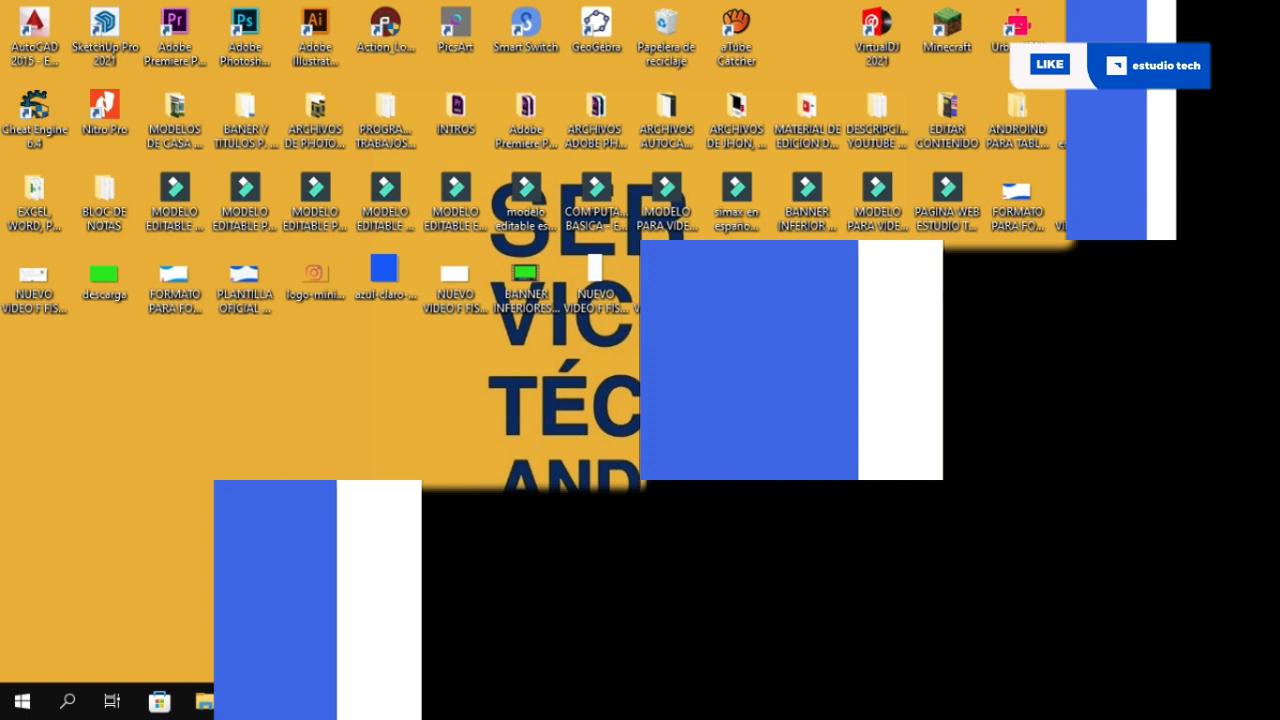 AutoCAD 2015 - E...
SketchUp Pro 2021
Adobe Premiere P...
Adobe Photosh...
Adobe Illustrat...
Action_Lo...
PicsArt
Smart Switch
GeoGebra
Papelera de reciclaje
aTube Catcher
VirtualDJ 2021
Minecraft
LIKE
estudio tech
Cheat Engine 6.4
Nitro Pro
MODELOS DE CASA ...
BANER Y TITULOS P. ...
ARCHIVOS DE PHOTO...
PROGRA... TRABAJOS...
INTROS
Adobe Premiere P...
ARCHIVOS ADOBE PH...
ARCHIVOS AUTOCA...
ARCHIVOS DE JHON, ...
MATERIAL DE EDICION D...
DESCRIPCI... YOUTUBE ...
EDITAR CONTENIDO
ANDROIND PARA TABL...
EXCEL, WORD, P...
BLOC DE NOTAS
MODELO EDITABLE ...
MODELO EDITABLE P...
MODELO EDITABLE P...
MODELO EDITABLE ...
MODELO EDITABLE E...
modelo editable es...
COM PUTA... BASICA – E...
MODELO PARA VIDE...
simax en españo...
BANNER INFERIOR ...
MODELO PARA VIDE...
PAGINA WEB ESTUDIO T...
FORMATO PARA FO...
NUEVO VIDEO F FIS...
descarga
FORMATO PARA FO...
PLANTILLA OFICIAL ...
logo-mini...
azul-claro-...
NUEVO VIDEO F FIS...
BANNER INFERIORES...
NUEVO VIDEO F FIS...
SER
VIC
TÉC
AND